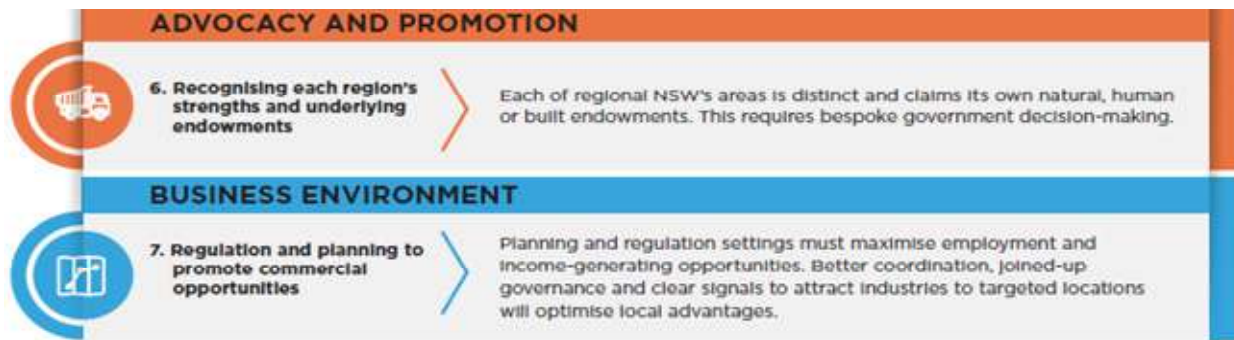 ADVOCACY AND PROMOTION
6. Recognising each region's
strengths and underlying
endowments
Each of regional NSW's areas is distinct and claims its own natural, human
or built endowments. This requires bespoke government decision-making.
BUSINESS ENVIRONMENT
7. Regulation and planning to
promote commercial
opportunities
Planning and regulation settings must maximise employment and
income-generating opportunities. Better coordination, joined-up
governance and clear signals to attract industries to targeted locations
will optimise local advantages.